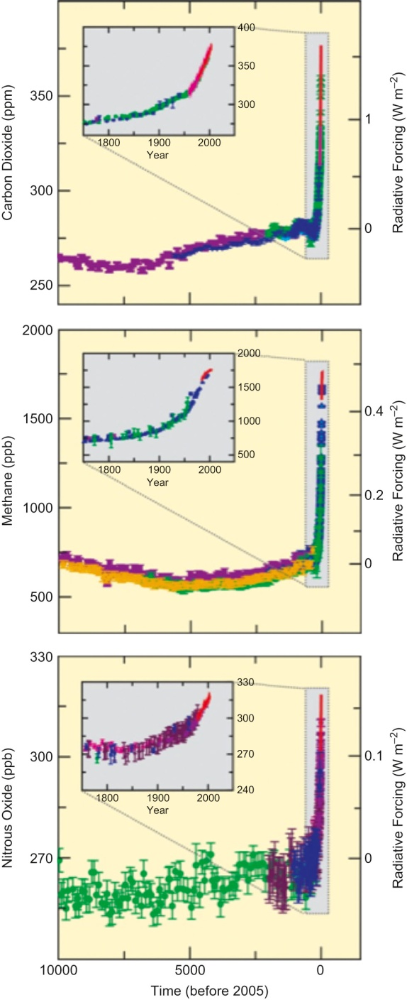 400
350
300
1800 1900 2000
Year
Carbon Dioxide (ppm)
350
300
250
Radiative Forcing (W m−2)
1
0
2000
1500
1000
500
1800 1900 2000
Year
Methane (ppb)
2000
1500
1000
500
Radiative Forcing (W m−2)
0.4
0.2
0
330
300
270
240
1800 1900 2000
Year
Nitrous Oxide (ppb)
330
300
270
Radiative Forcing (W m−2)
0.1
0
10000 5000 0
Time (before 2005)